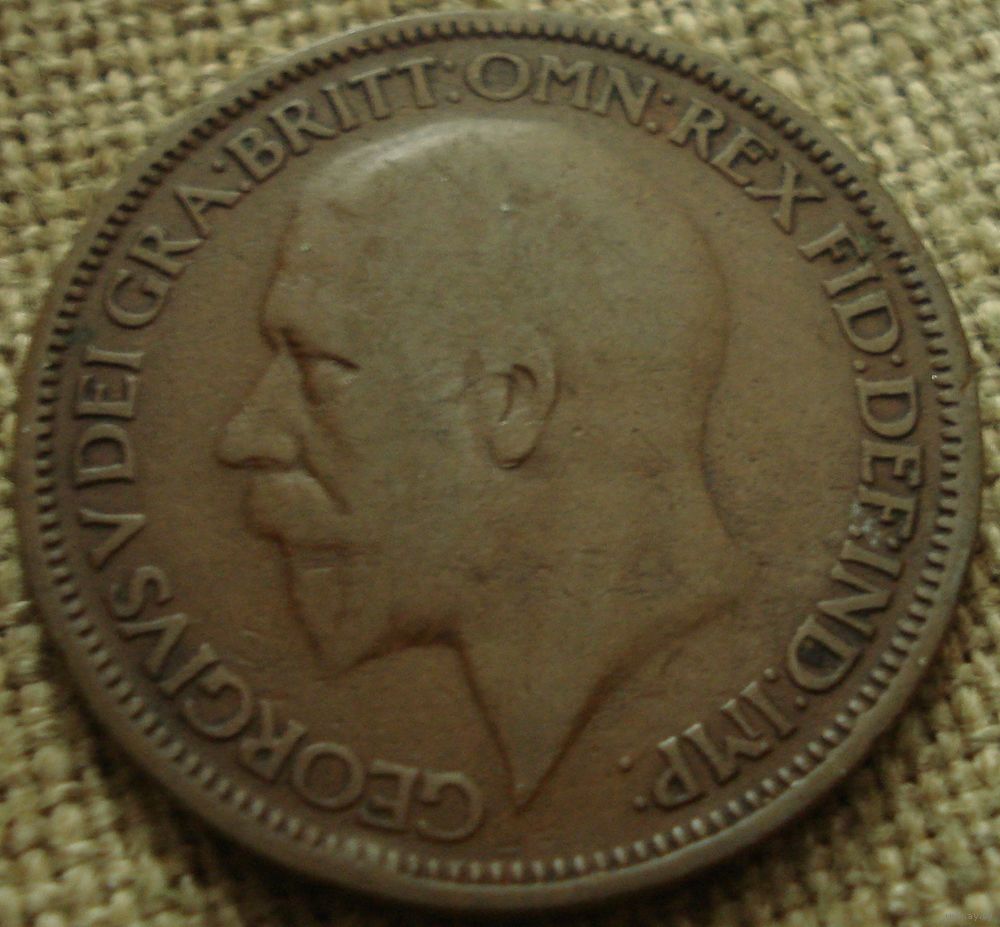 GEORGIVS V DEI GRA: BRITT: OMN: REX FID: DEF: IND: IMP: